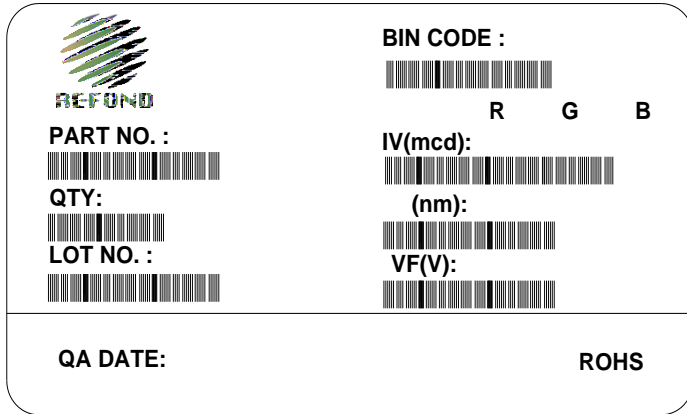 REFOND
PART NO. :
QTY:
LOT NO. :
BIN CODE :
R G B
IV(mcd):
(nm):
VF(V):
QA DATE:
ROHS